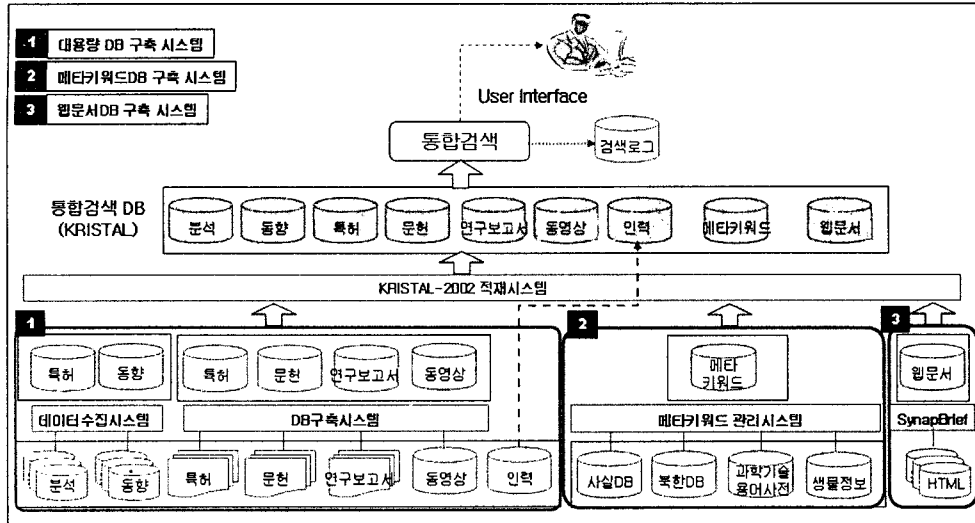 1 대용량 DB 구축 시스템
2 메타키워드DB 구축 시스템
3 웹문서DB 구축 시스템
User Interface
통합검색
검색로그
통합검색 DB
(KRISTAL)
분석 동향 특허 문헌 연구보고서 동영상 인력 메타키워드 웹문서
KRISTAL-2002 적재시스템
1
특허 동향 특허 문헌 연구보고서 동영상
데이터수집시스템 DB구축시스템
분석 동향 특허 문헌 연구보고서 동영상 인력
2
메타
키워드
메타키워드 관리시스템
사실DB 북한DB 과학기술
용어사전 생물정보
3
웹문서
SynapBrief
HTML